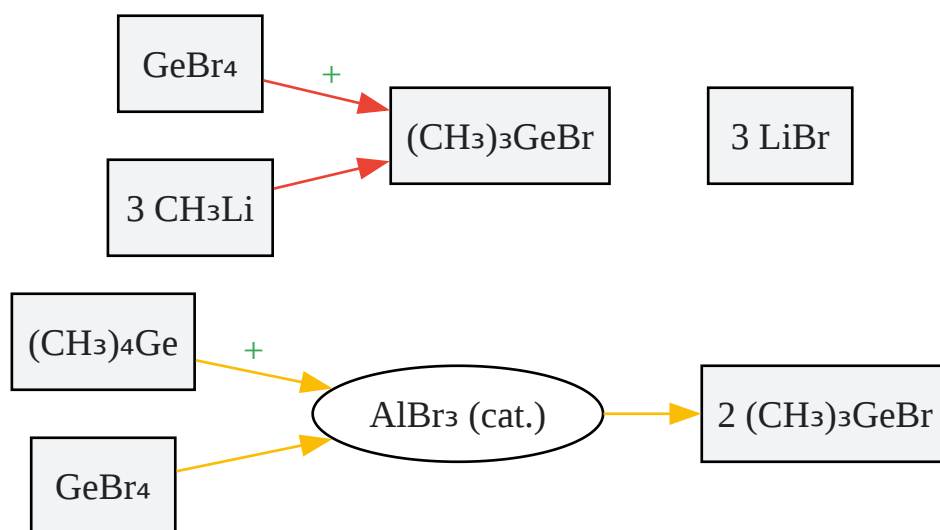 GeBr₄
+
(CH₃)₃GeBr
3 LiBr
3 CH₃Li
(CH₃)₄Ge
+
AlBr₃ (cat.)
2 (CH₃)₃GeBr
GeBr₄